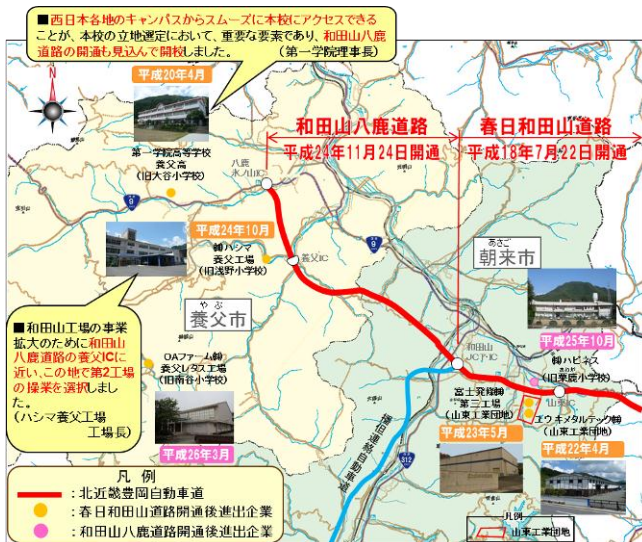 ■西日本各地のキャンパスからスムーズに本校にアクセスできる
ことが、本校の立地選定において、重要な要素であり、和田山八鹿
道路の開通も見込んで開校しました。 （第一学院理事長）
N
平成20年4月
第一学院高等学校
養父高
(旧大谷小学校)
和田山八鹿道路
平成24年11月24日開通
春日和田山道路
平成18年7月22日開通
八鹿
氷ノ山IC
9
平成24年10月
㈱ハシマ
養父工場
(旧浅野小学校)
養父IC
9
あさご
朝来市
やぶ
養父市
■和田山工場の事業
拡大のために和田山
八鹿道路の養父ICに
近い、この地で第2工場
の操業を選択しまし
た。
(ハシマ養父工場
工場長)
OAファーム㈱
養父レタス工場
(旧南谷小学校)
平成26年3月
和田山
JCT・IC
平成25年10月
㈱ハピネス
(旧粟鹿小学校)
山東IC
富士発條㈱
第三工場
(山東工業団地)
平成23年5月
エウキメタルテック㈱
(山東工業団地)
平成22年4月
播但連絡自動車道
312
凡例
:北近畿豊岡自動車道
:春日和田山道路開通後進出企業
:和田山八鹿道路開通後進出企業
凡例
山東工業団地